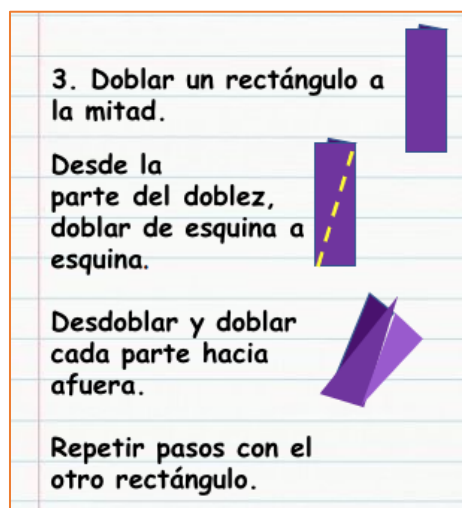 3. Doblar un rectángulo a
la mitad.
Desde la
parte del doblez,
doblar de esquina a
esquina.
Desdoblar y doblar
cada parte hacia
afuera.
Repetir pasos con el
otro rectángulo.